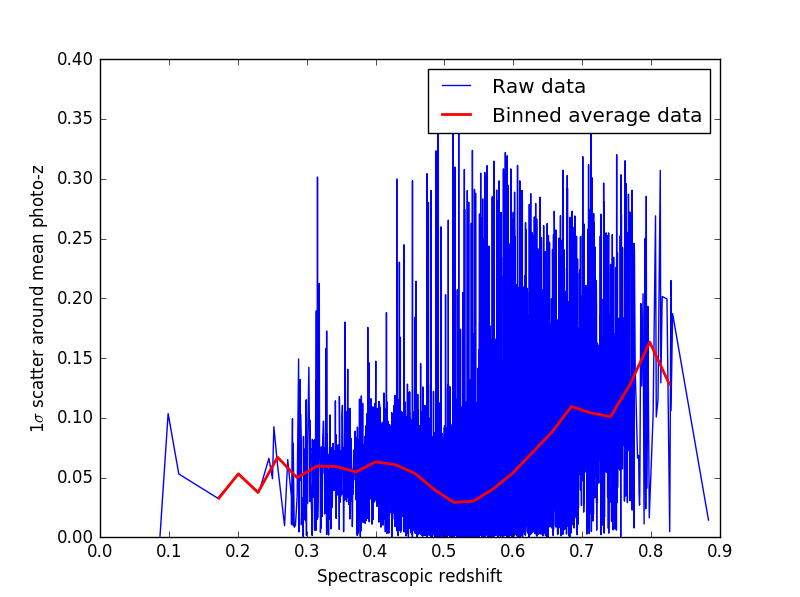 Raw data
Binned average data
0.40
0.35
0.30
0.25
0.20
0.15
0.10
0.05
0.00
1σ scatter around mean photo-z
0.0 0.1 0.2 0.3 0.4 0.5 0.6 0.7 0.8 0.9
Spectrascopic redshift